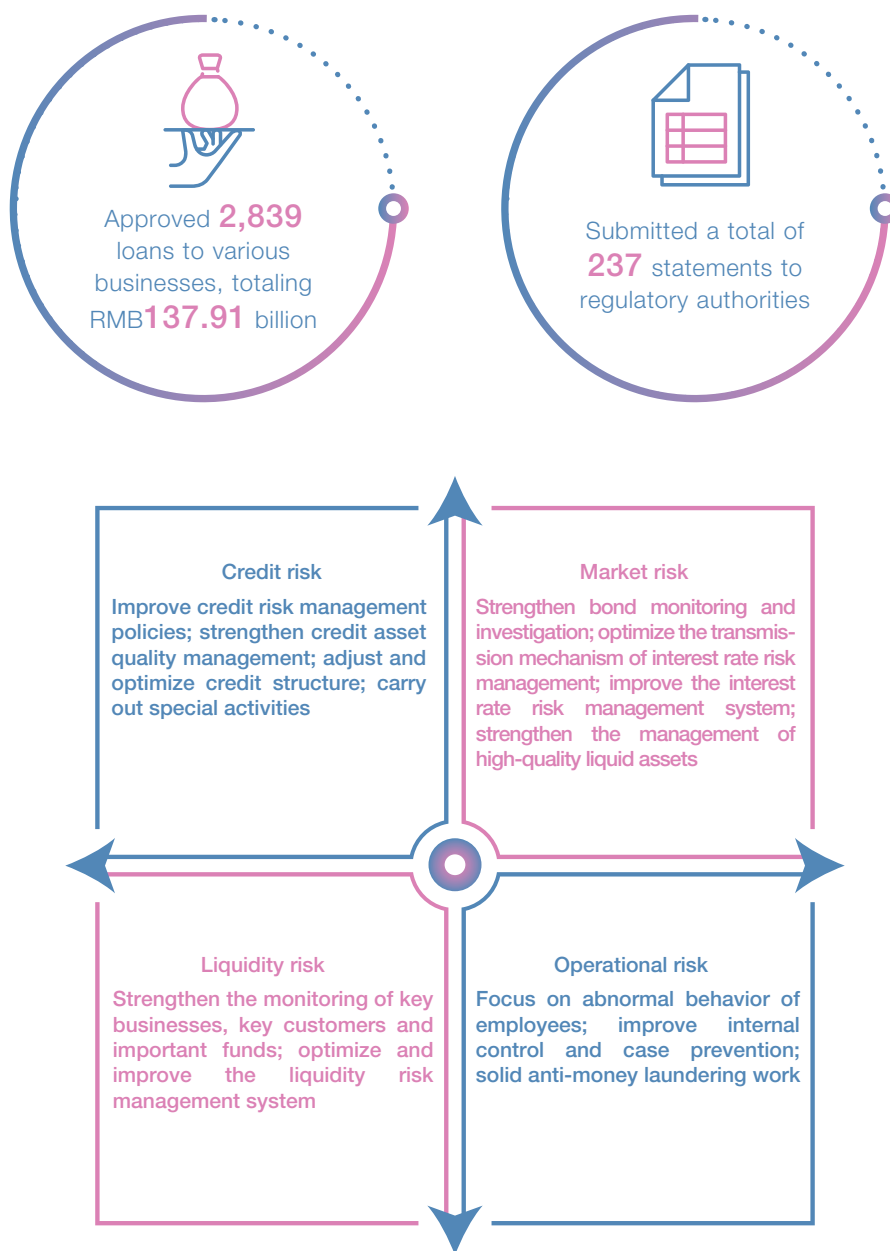 Approved 2,839
loans to various
businesses, totaling
RMB137.91 billion
Submitted a total of
237 statements to
regulatory authorities
Credit risk
Improve credit risk management
policies; strengthen credit asset
quality management; adjust and
optimize credit structure; carry
out special activities
Market risk
Strengthen bond monitoring and
investigation; optimize the transmis-
sion mechanism of interest rate risk
management; improve the interest
rate risk management system;
strengthen the management of
high-quality liquid assets
Liquidity risk
Strengthen the monitoring of key
businesses, key customers and
important funds; optimize and
improve the liquidity risk
management system
Operational risk
Focus on abnormal behavior of
employees; improve internal
control and case prevention;
solid anti-money laundering work